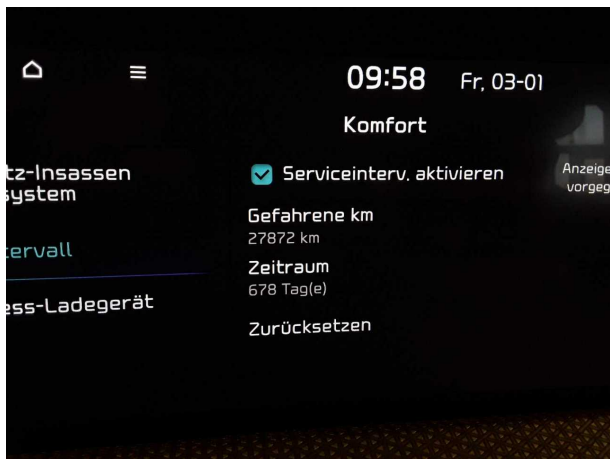 09:58 Fr, 03-01
Komfort
tz-Insassen
system
tervall
ess-Ladegerät
Serviceinterv. aktivieren
Gefahrene km
27872 km
Zeitraum
678 Tag(e)
Zurücksetzen
Anzeige
vorgeg